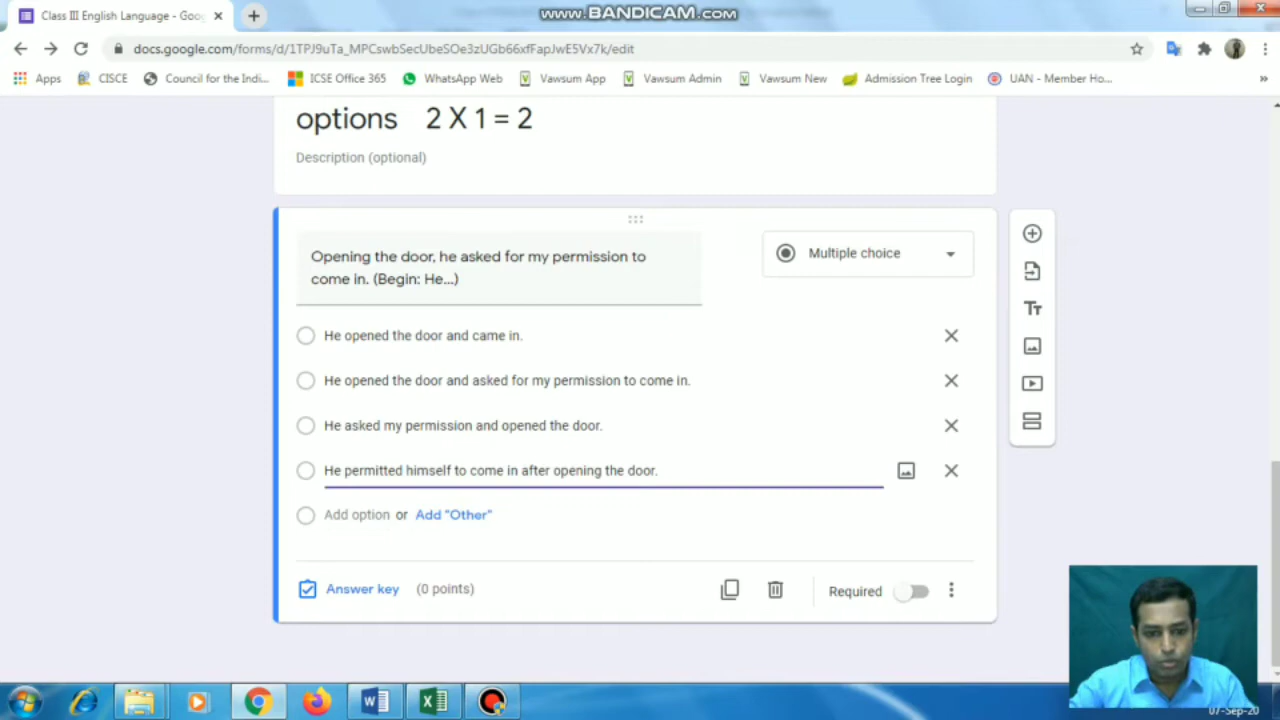 Class III English Language - Goo
www.BANDICAM.com
docs.google.com/forms/d/1TPJ9uTa_MPCswbSecUbeSOe3zUGb66xfFapJwE5Vx7k/edit
Apps CISCE Council for the Indi... ICSE Office 365 WhatsApp Web Vawsum App Vawsum Admin Vawsum New Admission Tree Login UAN - Member Ho... »
options 2 X 1 = 2
Description (optional)
Opening the door, he asked for my permission to
come in. (Begin: He...)
Multiple choice
He opened the door and came in.
He opened the door and asked for my permission to come in.
He asked my permission and opened the door.
He permitted himself to come in after opening the door.
Add option or Add "Other"
Answer key (0 points)
Required
07-Sep-20